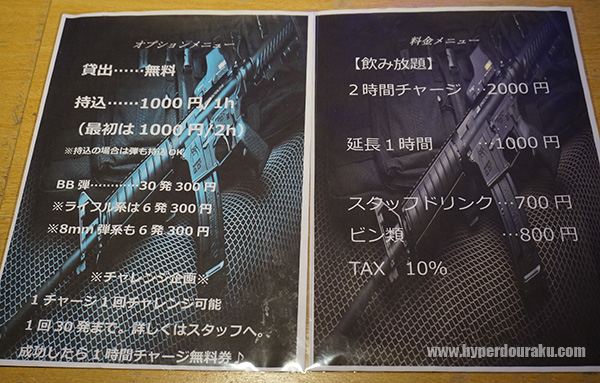 オプションメニュー
貸出……無料
持込……1000円/1h
（最初は1000円/2h）
※持込の場合は弾も持込OK
BB弾…………30発300円
※ライフル系は6発300円
※8mm弾系も6発300円
※チャレンジ企画※
1チャージ1回チャレンジ可能
1回30発まで。詳しくはスタッフへ。
成功したら1時間チャージ無料券♪
料金メニュー
【飲み放題】
２時間チャージ…2000円
延長１時間 …1000円
スタッフドリンク…700円
ビン類 …800円
TAX 10%
www.hyperdouraku.com